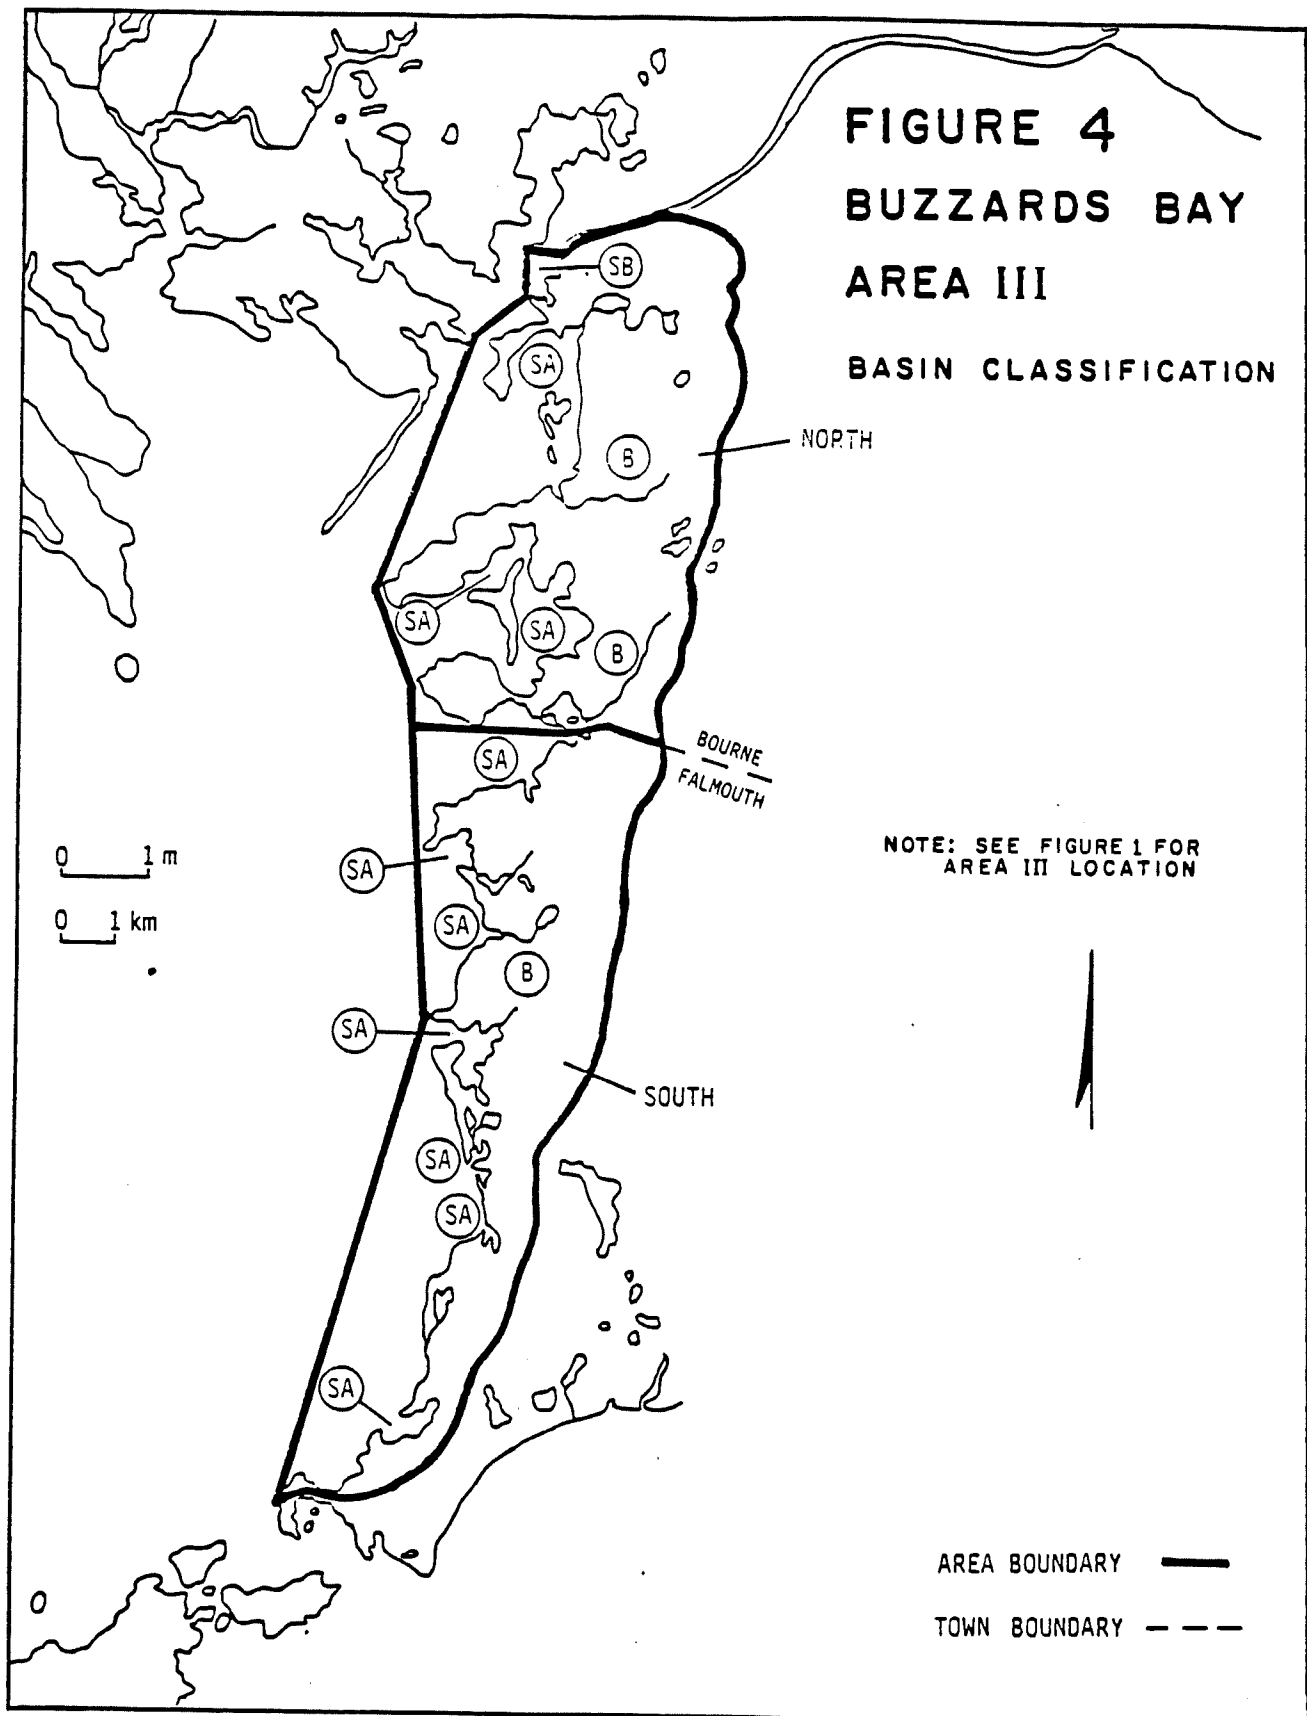 FIGURE 4
BUZZARDS BAY
AREA III
BASIN CLASSIFICATION
SB
SA
NORTH
B
SA
SA
B
BOURNE
FALMOUTH
SA
NOTE: SEE FIGURE 1 FOR
AREA III LOCATION
0 1 m
SA
0 1 km
SA
B
SA
SOUTH
SA
SA
SA
AREA BOUNDARY
TOWN BOUNDARY